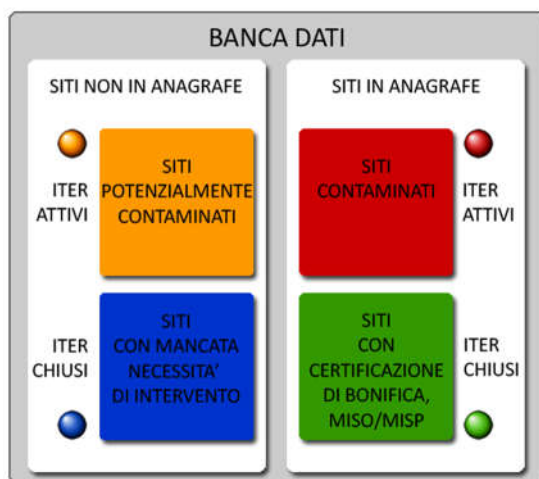 BANCA DATI
SITI NON IN ANAGRAFE
SITI
POTENZIALMENTE
CONTAMINATI
ITER
ATTIVI
SITI
CON MANCATA
NECESSITA'
DI INTERVENTO
ITER
CHIUSI
SITI IN ANAGRAFE
SITI
CONTAMINATI
ITER
ATTIVI
SITI
CON
CERTIFICAZIONE
DI BONIFICA,
MISO/MISP
ITER
CHIUSI